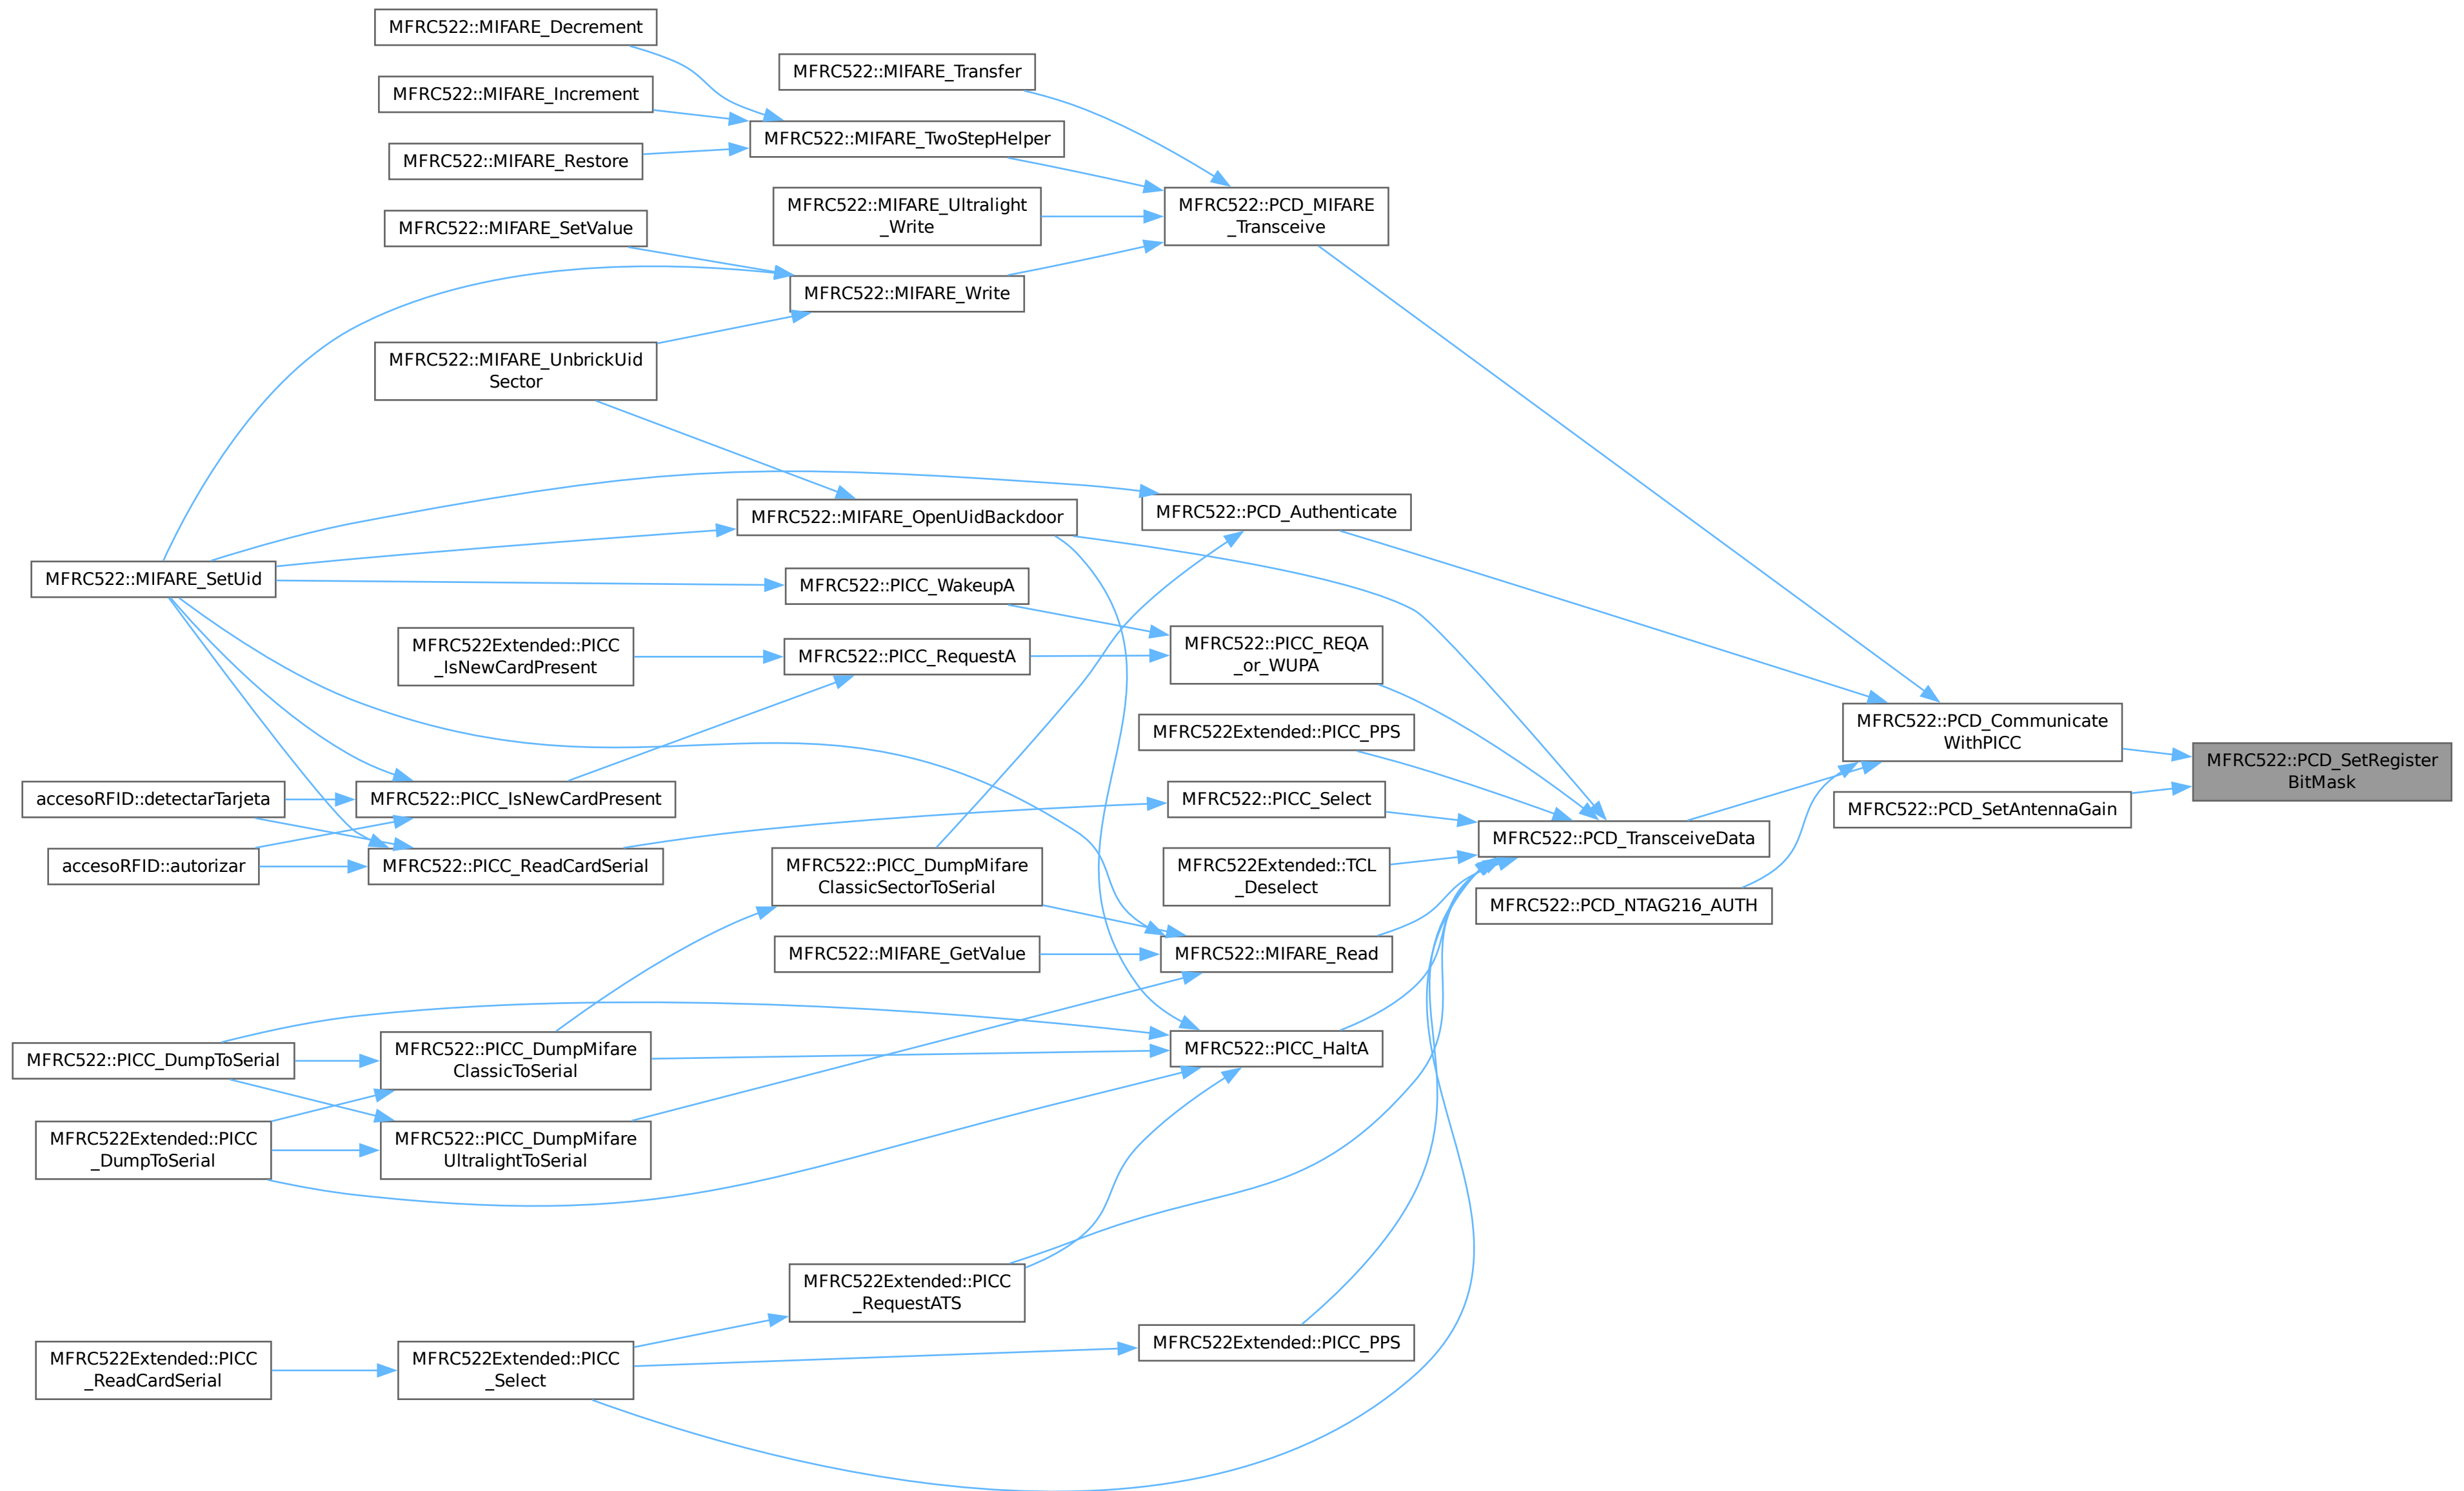 MFRC522::MIFARE_Decrement
MFRC522::MIFARE_Transfer
MFRC522::MIFARE_Increment
MFRC522::MIFARE_TwoStepHelper
MFRC522::MIFARE_Restore
MFRC522::MIFARE_Ultralight
_Write
MFRC522::PCD_MIFARE
_Transceive
MFRC522::MIFARE_SetValue
MFRC522::MIFARE_Write
MFRC522::MIFARE_UnbrickUid
Sector
MFRC522::PCD_Authenticate
MFRC522::MIFARE_OpenUidBackdoor
MFRC522::MIFARE_SetUid
MFRC522::PICC_WakeupA
MFRC522Extended::PICC
_IsNewCardPresent
MFRC522::PICC_RequestA
MFRC522::PICC_REQA
_or_WUPA
MFRC522Extended::PICC_PPS
MFRC522::PCD_Communicate
WithPICC
MFRC522::PCD_SetRegister
BitMask
accesoRFID::detectarTarjeta
MFRC522::PICC_IsNewCardPresent
MFRC522::PICC_Select
MFRC522::PCD_SetAntennaGain
MFRC522::PCD_TransceiveData
accesoRFID::autorizar
MFRC522::PICC_ReadCardSerial
MFRC522::PICC_DumpMifare
ClassicSectorToSerial
MFRC522Extended::TCL
_Deselect
MFRC522::PCD_NTAG216_AUTH
MFRC522::MIFARE_GetValue
MFRC522::MIFARE_Read
MFRC522::PICC_DumpToSerial
MFRC522::PICC_DumpMifare
ClassicToSerial
MFRC522::PICC_HaltA
MFRC522Extended::PICC
_DumpToSerial
MFRC522::PICC_DumpMifare
UltralightToSerial
MFRC522Extended::PICC
_RequestATS
MFRC522Extended::PICC_PPS
MFRC522Extended::PICC
_ReadCardSerial
MFRC522Extended::PICC
_Select